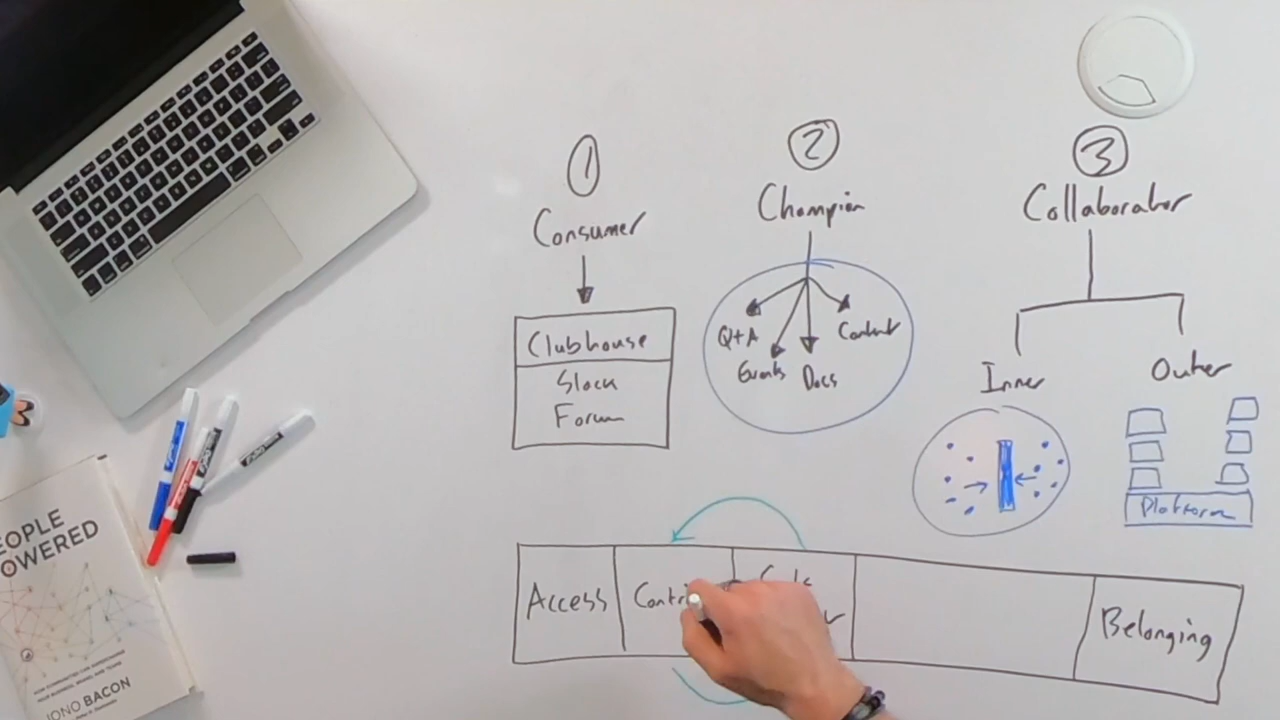 1
2
3
Consumer
Champion
Collaborator
Clubhouse
Slack
Forum
Q+A
Events
Docs
Content
Inner
Outer
Platform
Access
Belonging
PEOPLE
POWERED
JONO BACON